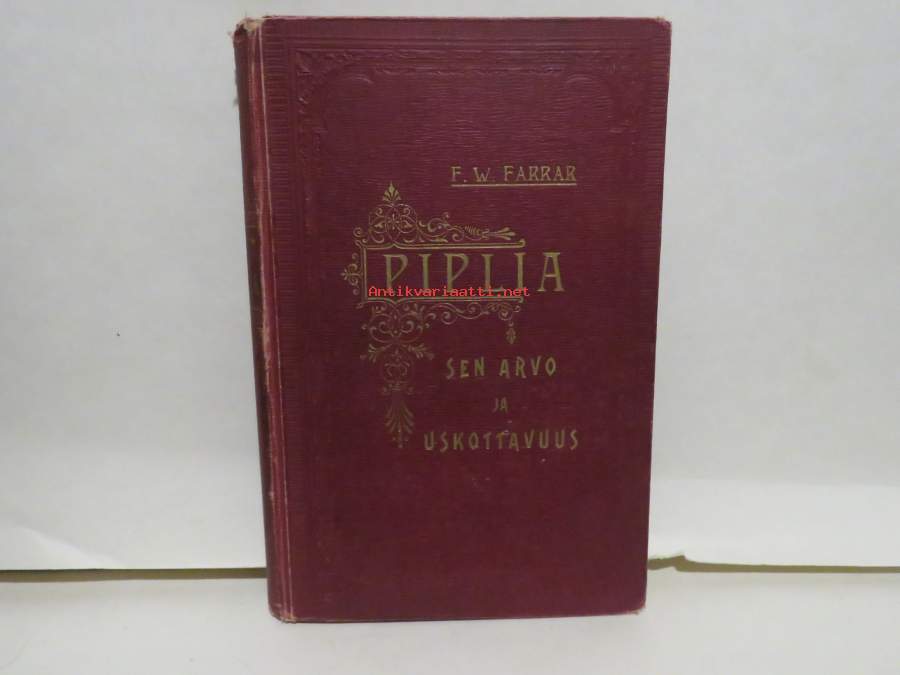 F. W. FARRAR
PIPLIA
Antikvariaatti.net
SEN ARVO
JA
USKOTTAVUUS